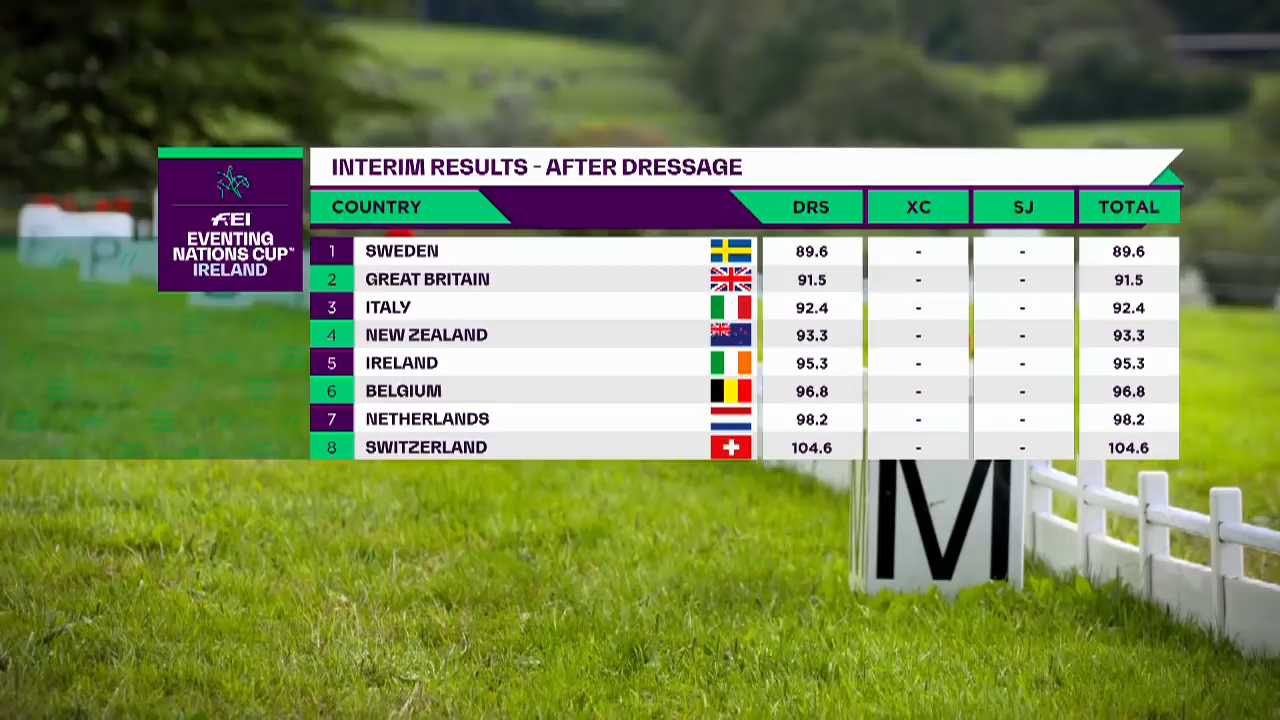 INTERIM RESULTS - AFTER DRESSAGE
FEI
EVENTING
NATIONS CUP™
IRELAND
COUNTRY DRS XC SJ TOTAL
1 SWEDEN 89.6 - - 89.6
2 GREAT BRITAIN 91.5 - - 91.5
3 ITALY 92.4 - - 92.4
4 NEW ZEALAND 93.3 - - 93.3
5 IRELAND 95.3 - - 95.3
6 BELGIUM 96.8 - - 96.8
7 NETHERLANDS 98.2 - - 98.2
8 SWITZERLAND 104.6 - - 104.6
P
M